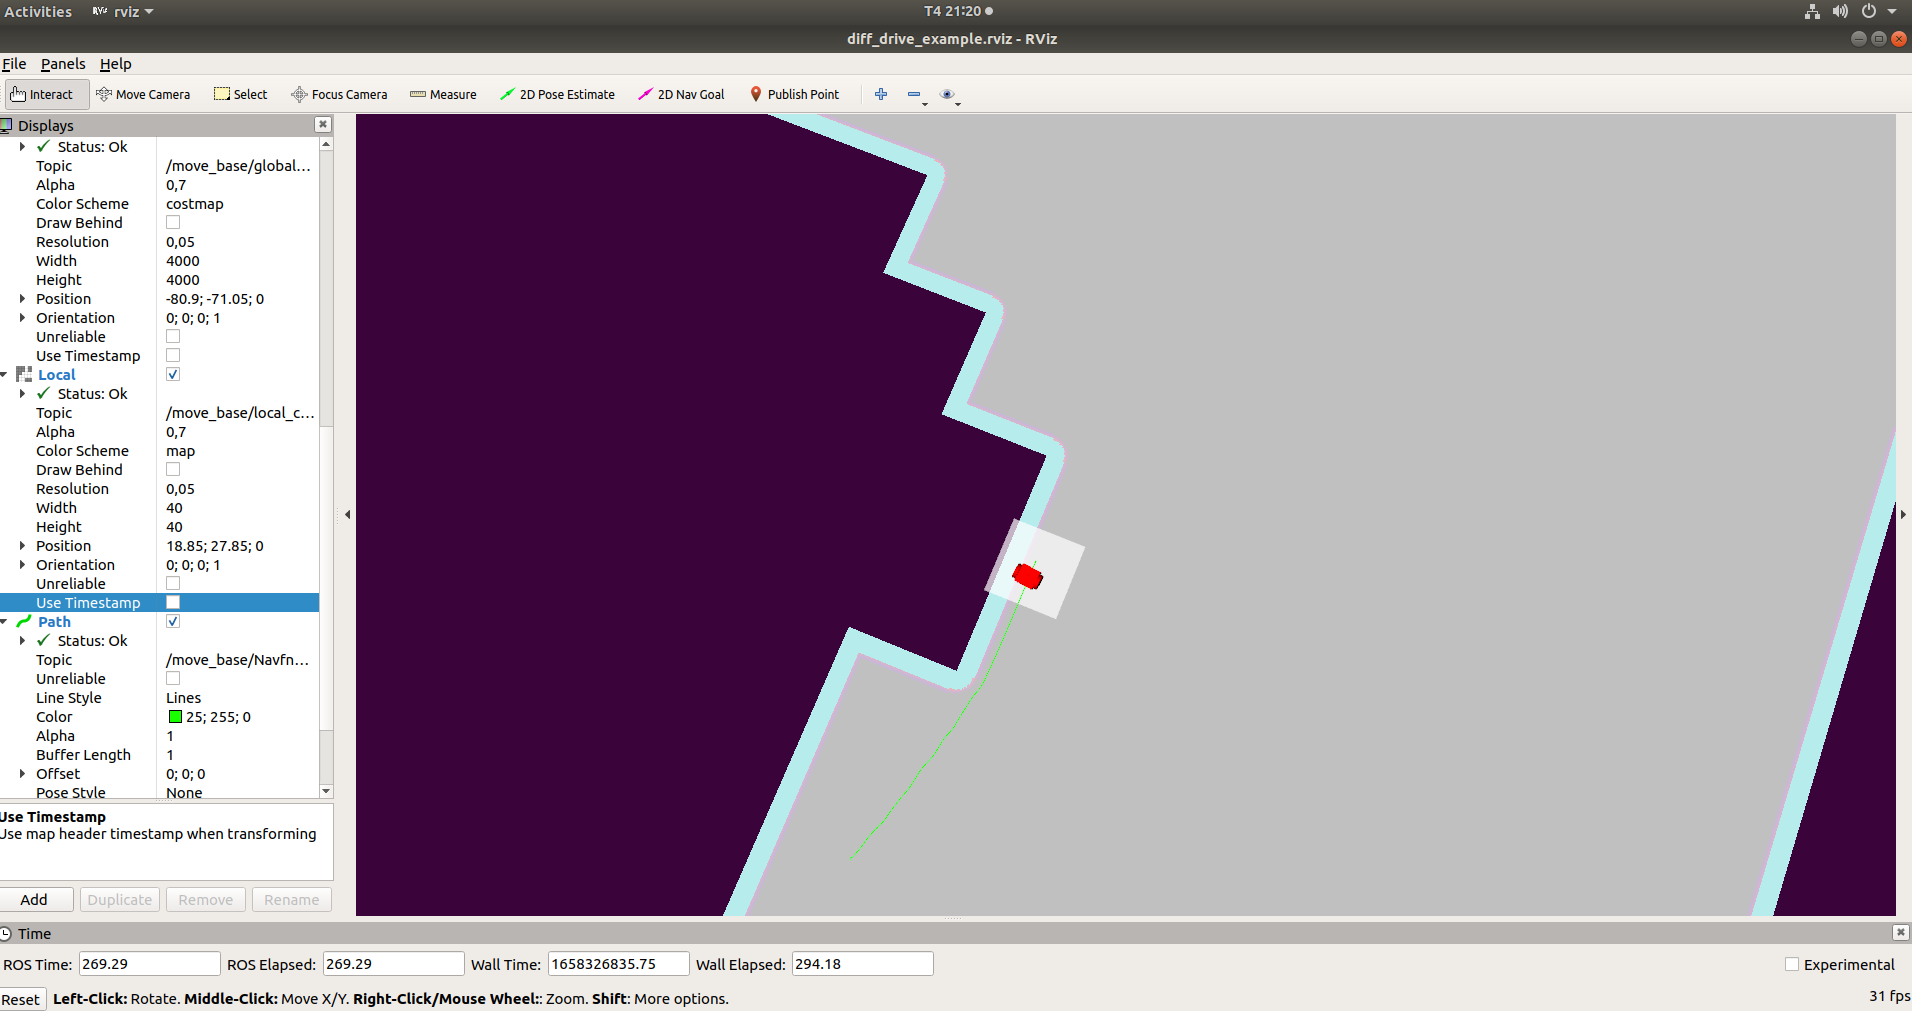 Activities rviz T4 21:20
diff_drive_example.rviz - RViz
File Panels Help
Interact Move Camera Select Focus Camera Measure 2D Pose Estimate 2D Nav Goal Publish Point
Displays
Status: Ok
Topic /move_base/global...
Alpha 0,7
Color Scheme costmap
Draw Behind
Resolution 0,05
Width 4000
Height 4000
Position -80.9; -71.05; 0
Orientation 0; 0; 0; 1
Unreliable
Use Timestamp
Local
Status: Ok
Topic /move_base/local_c...
Alpha 0,7
Color Scheme map
Draw Behind
Resolution 0,05
Width 40
Height 40
Position 18.85; 27.85; 0
Orientation 0; 0; 0; 1
Unreliable
Use Timestamp
Path
Status: Ok
Topic /move_base/Navfn...
Unreliable
Line Style Lines
Color 25; 255; 0
Alpha 1
Buffer Length 1
Offset 0; 0; 0
Pose Style None
Use Timestamp
Use map header timestamp when transforming
Add Duplicate Remove Rename
Time
ROS Time: 269.29 ROS Elapsed: 269.29 Wall Time: 1658326835.75 Wall Elapsed: 294.18 Experimental
Reset Left-Click: Rotate. Middle-Click: Move X/Y. Right-Click/Mouse Wheel:: Zoom. Shift: More options. 31 fps